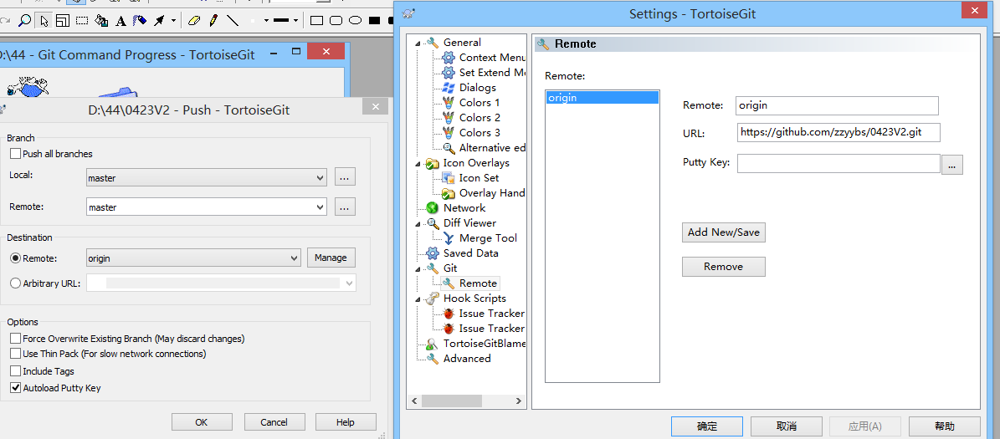 D:\44 - Git Command Progress - TortoiseGit
D:\44\0423V2 - Push - TortoiseGit
Branch
Push all branches
Local:
master
...
Remote:
master
...
Destination
Remote:
origin
Manage
Arbitrary URL:
Options
Force Overwrite Existing Branch (May discard changes)
Use Thin Pack (For slow network connections)
Include Tags
Autoload Putty Key
OK
Cancel
Help
Settings - TortoiseGit
General
Context Menu
Set Extend M
Dialogs
Colors 1
Colors 2
Colors 3
Alternative ed
Icon Overlays
Icon Set
Overlay Hand
Network
Diff Viewer
Merge Tool
Saved Data
Git
Remote
Hook Scripts
Issue Tracker
Issue Tracker
TortoiseGitBlame
Advanced
Remote
Remote:
origin
Remote:
origin
URL:
https://github.com/zzyybs/0423V2.git
Putty Key:
...
Add New/Save
Remove
确定
取消
应用(A)
帮助